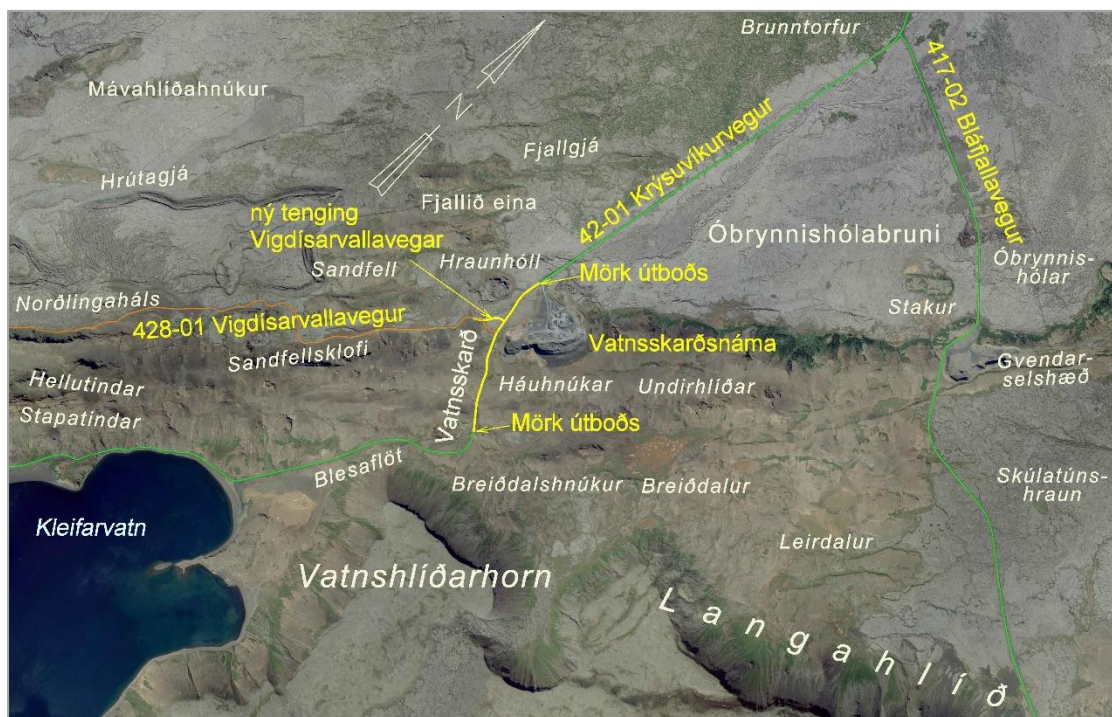 Brunntorfur
Mávahlíðahnúkur
N
417-02 Bláfjallavegur
Fjallgjá
Hrútagjá
42-01 Krýsuvíkurvegur
Fjallið eina
ný tenging
Vigdísarvallavegar
Óbrynnishólabruni
Óbrynnis-
hólar
Sandfell
Hraunhóll
Mörk útboðs
Norðlingaháls
Stakur
428-01 Vigdísarvallavegur
Vatnsskarðsnáma
Sandfellsklofi
Vatnsskarð
Gvendar-
selshæð
Hellutindar
Háuhnúkar
Undirhlíðar
Stapatindar
Mörk útboðs
Blesaflöt
Breiðdalshnúkur
Breiðdalur
Skúlatúns-
hraun
Kleifarvatn
Leirdalur
Vatnshlíðarhorn
Langahlíð